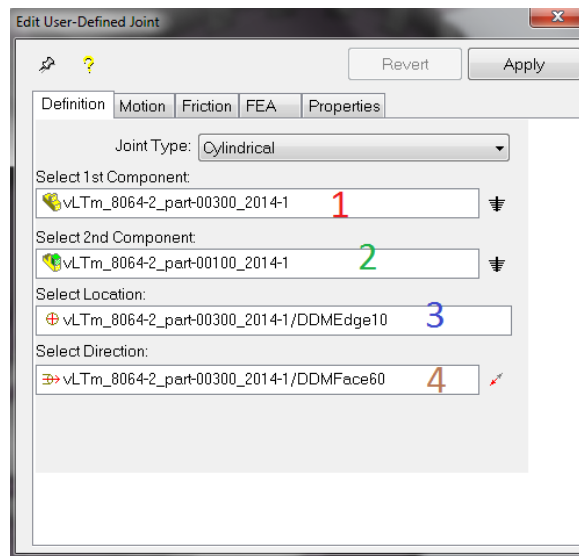 Edit User-Defined Joint
x
?
Revert
Apply
Definition
Motion
Friction
FEA
Properties
Joint Type:
Cylindrical
Select 1st Component:
vLTm_8064-2_part-00300_2014-1
1
Select 2nd Component:
vLTm_8064-2_part-00100_2014-1
2
Select Location:
vLTm_8064-2_part-00300_2014-1/DDMEdge10
3
Select Direction:
vLTm_8064-2_part-00300_2014-1/DDMFace60
4